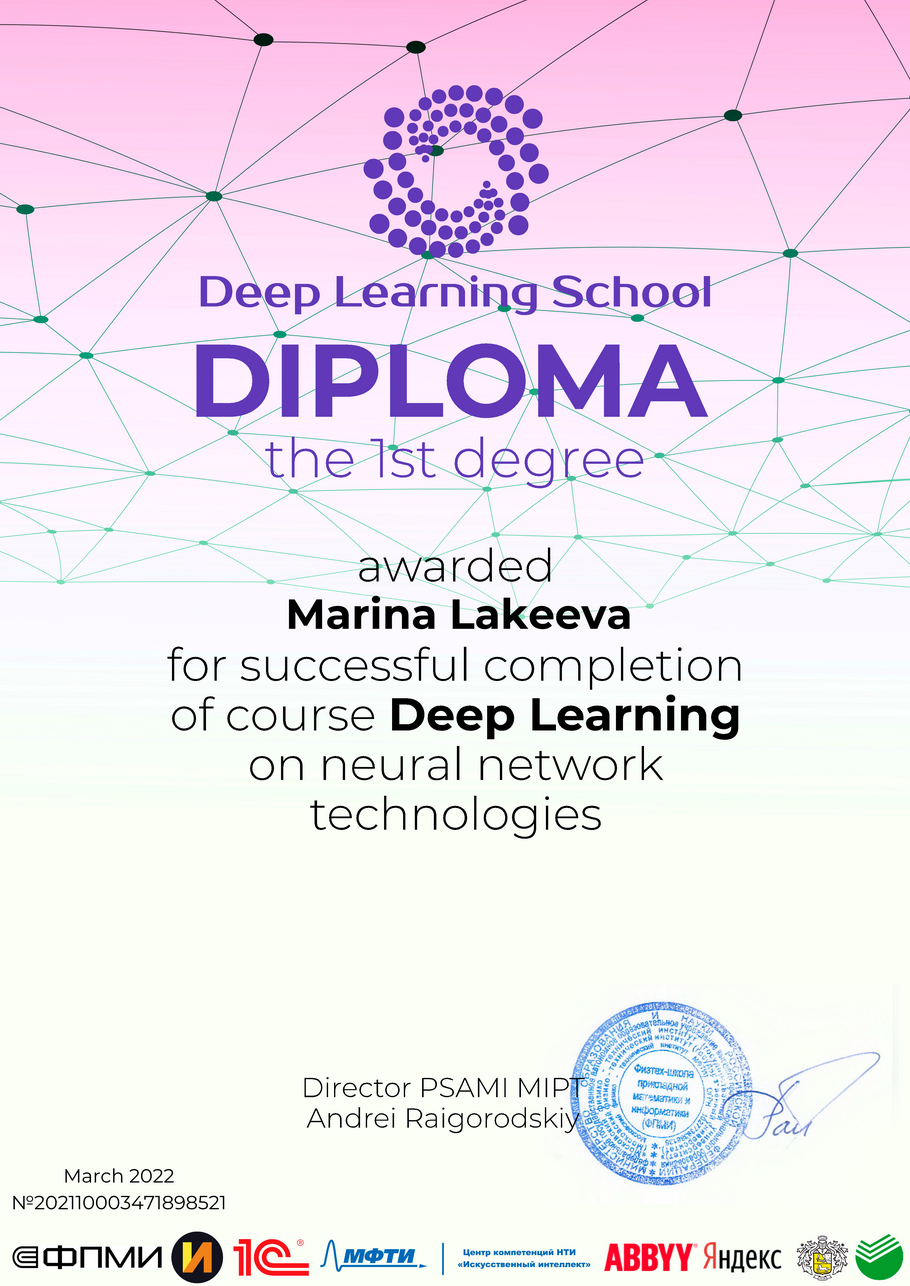 Deep Learning School
DIPLOMA
the 1st degree
awarded
Marina Lakeeva
for successful completion
of course Deep Learning
on neural network
technologies
Физтех-школа
прикладной
математики и
информатики
(ФПМИ)
Director PSAMI MIPT
Andrei Raigorodskiy
March 2022
№202110003471898521
ФПМИ
И
1С®
МФТИ
Центр компетенций НТИ
«Искусственный интеллект»
ABBYY®
Яндекс